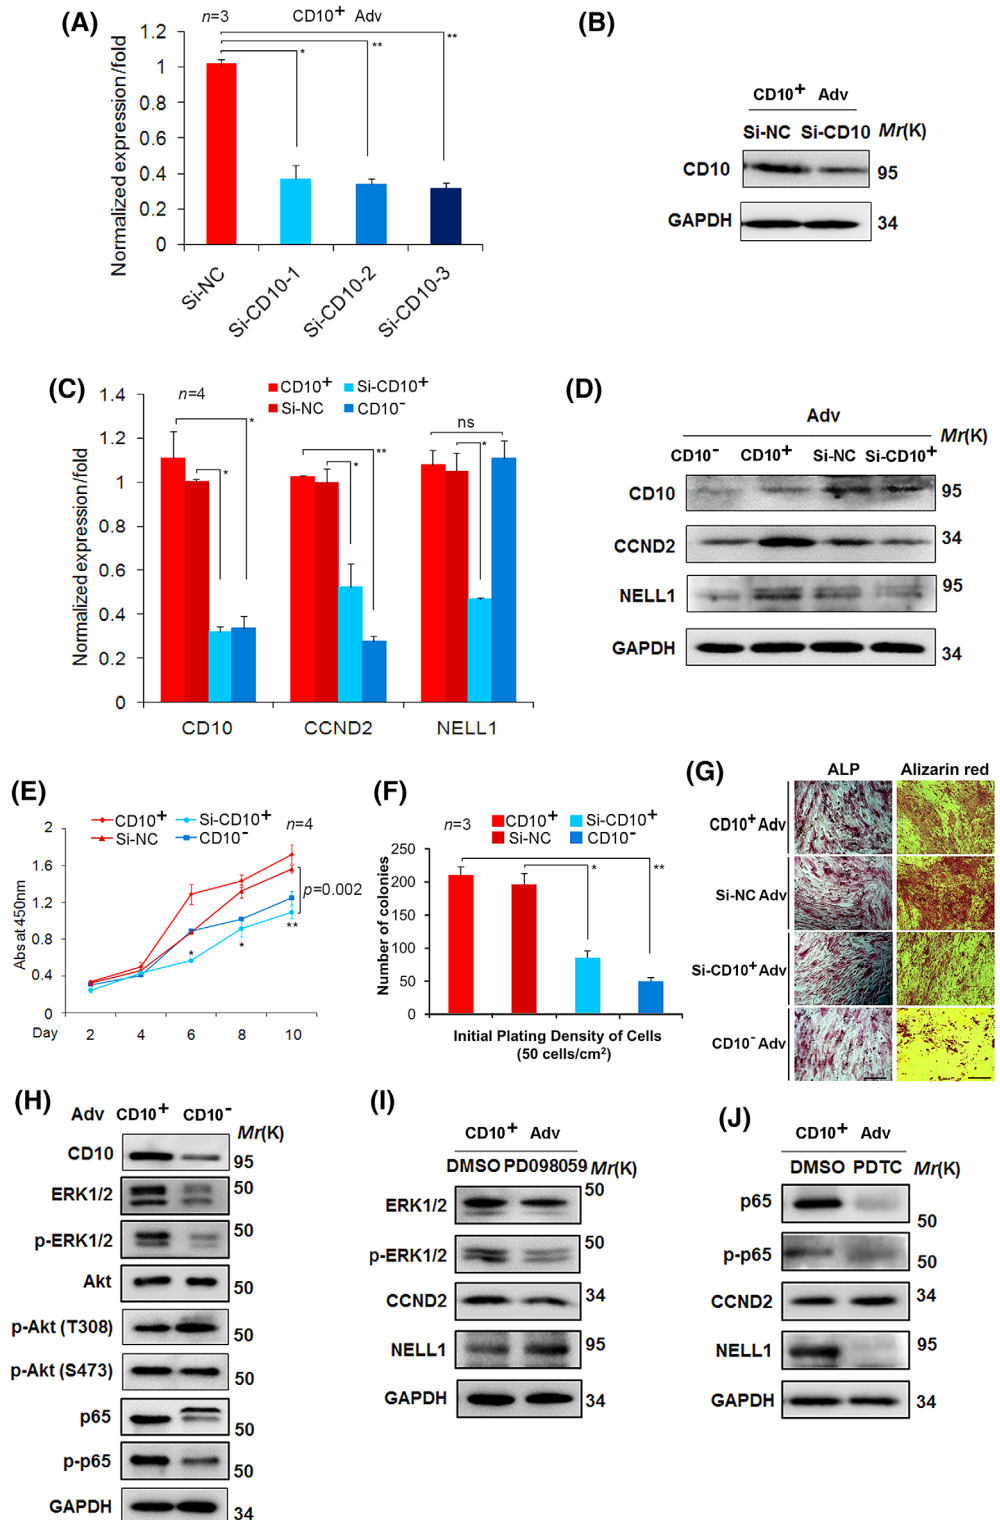 (A)
n=3
CD10+ Adv
Normalized expression/fold
1.2
1
0.8
0.6
0.4
0.2
0
*
**
**
Si-NC
Si-CD10-1
Si-CD10-2
Si-CD10-3
(B)
CD10+ Adv
Si-NC Si-CD10 Mr(K)
CD10 95
GAPDH 34
(C)
n=4
CD10+ Si-CD10+
Si-NC CD10-
Normalized expression/fold
1.4
1.2
1
0.8
0.6
0.4
0.2
0
*
*
**
*
ns
*
CD10 CCND2 NELL1
(D)
Adv
Mr(K)
CD10- CD10+ Si-NC Si-CD10+
CD10 95
CCND2 34
NELL1 95
GAPDH 34
(E)
CD10+ Si-CD10+
Si-NC CD10-
n=4
Abs at 450nm
2
1.6
1.2
0.8
0.4
0
p=0.002
*
*
**
Day 2 4 6 8 10
(F)
n=3
CD10+ Si-CD10+
Si-NC CD10-
Number of colonies
250
200
150
100
50
0
*
**
Initial Plating Density of Cells
(50 cells/cm2)
(G)
ALP Alizarin red
CD10+ Adv
Si-NC Adv
Si-CD10+ Adv
CD10- Adv
(H)
Adv CD10+ CD10-
Mr(K)
CD10 95
ERK1/2 50
p-ERK1/2 50
Akt 50
p-Akt (T308) 50
p-Akt (S473) 50
p65 50
p-p65 50
GAPDH 34
(I)
CD10+ Adv
DMSO PD098059 Mr(K)
ERK1/2 50
p-ERK1/2 50
CCND2 34
NELL1 95
GAPDH 34
(J)
CD10+ Adv
DMSO PDTC Mr(K)
p65 50
p-p65 50
CCND2 34
NELL1 95
GAPDH 34